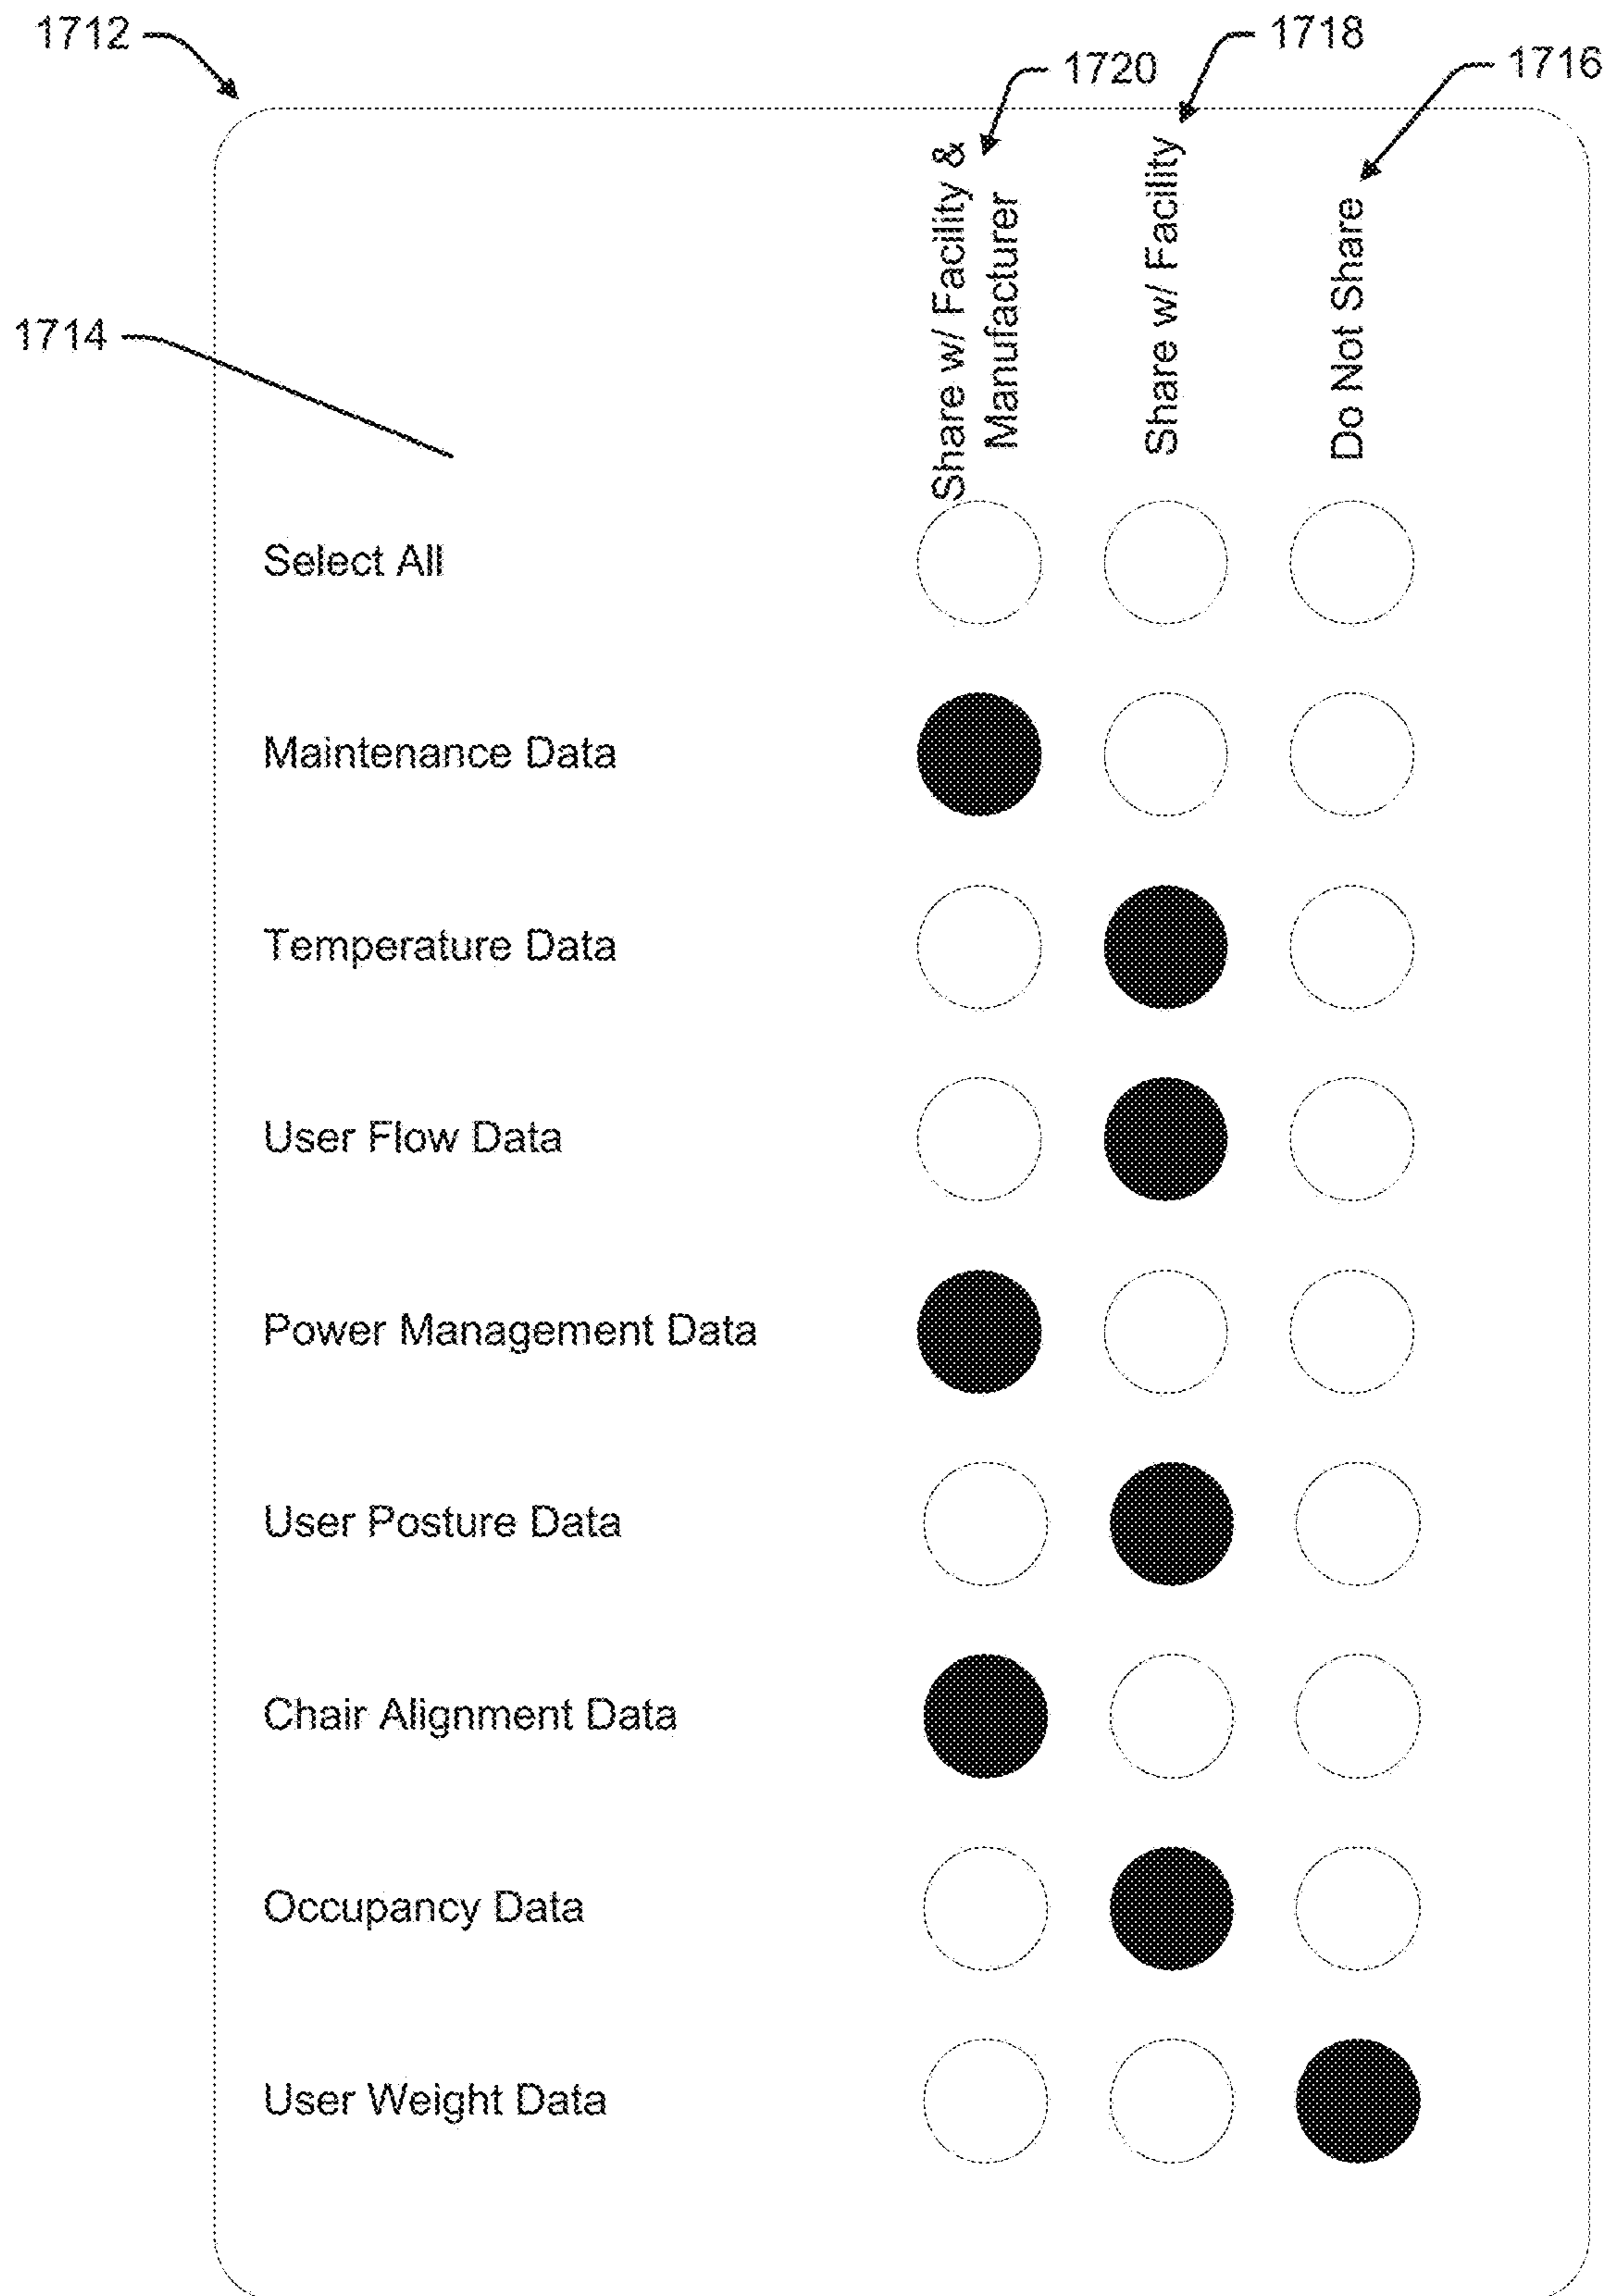 1712
1720
1718
1716
1714
Share w/ Facility &
Manufacturer
Share w/ Facility
Do Not Share
Select All
Maintenance Data
Temperature Data
User Flow Data
Power Management Data
User Posture Data
Chair Alignment Data
Occupancy Data
User Weight Data